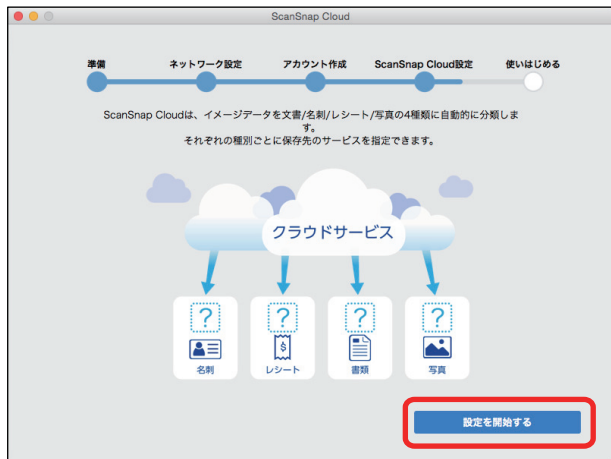 ScanSnap Cloud
準備 ネットワーク設定 アカウント作成 ScanSnap Cloud設定 使いはじめる
ScanSnap Cloudは、イメージデータを文書/名刺/レシート/写真の4種類に自動的に分類しま
す。
それぞれの種別ごとに保存先のサービスを指定できます。
クラウドサービス
? ? ? ?
$
名刺 レシート 書類 写真
設定を開始する